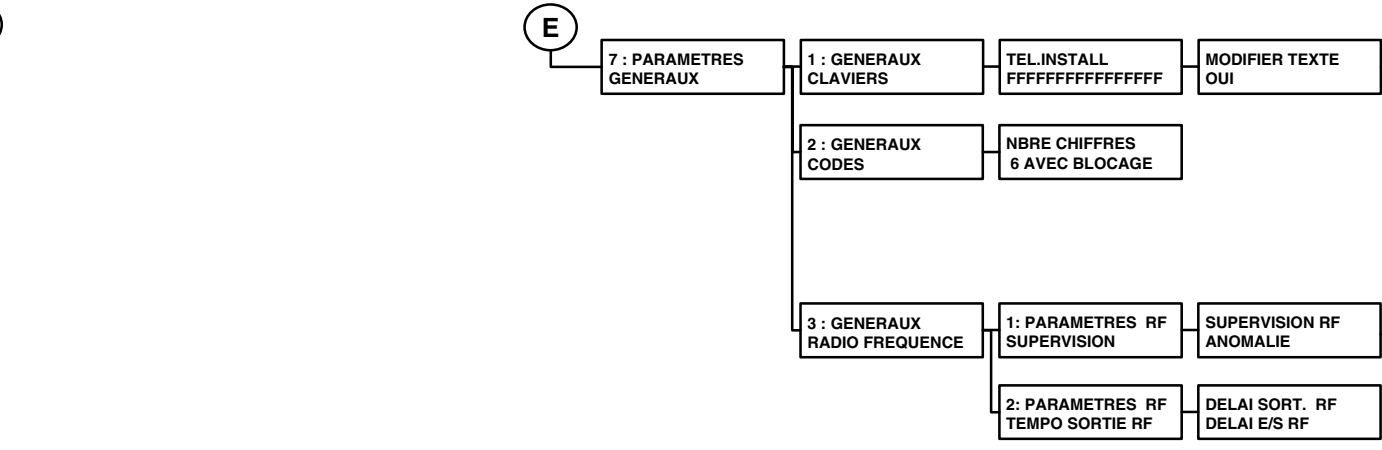 E
7 : PARAMETRES
GENERAUX
1 : GENERAUX
CLAVIERS
TEL.INSTALL
FFFFFFFFFFFFFFFF
MODIFIER TEXTE
OUI
2 : GENERAUX
CODES
NBRE CHIFFRES
6 AVEC BLOCAGE
3 : GENERAUX
RADIO FREQUENCE
1: PARAMETRES RF
SUPERVISION
SUPERVISION RF
ANOMALIE
2: PARAMETRES RF
TEMPO SORTIE RF
DELAI SORT. RF
DELAI E/S RF